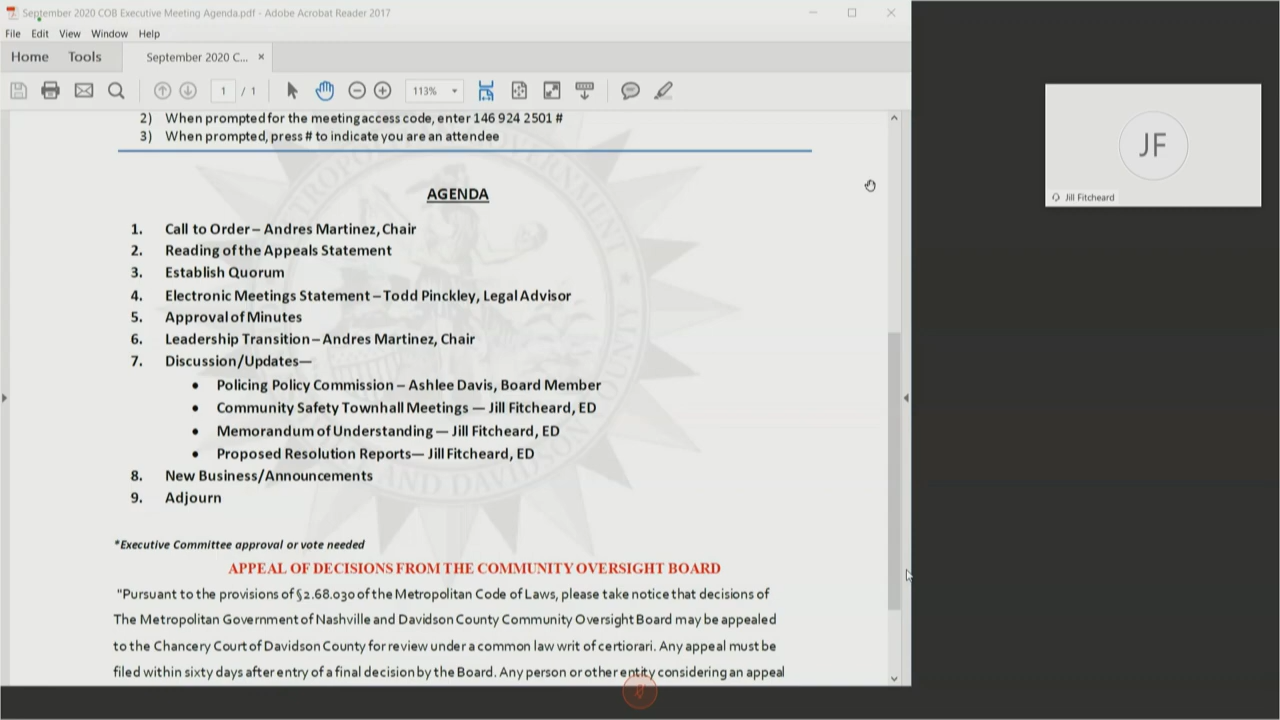 September 2020 COB Executive Meeting Agenda.pdf - Adobe Acrobat Reader 2017
File Edit View Window Help
Home Tools September 2020 C... ×
1 / 1 113%
2) When prompted for the meeting access code, enter 146 924 2501 #
3) When prompted, press # to indicate you are an attendee
AGENDA
1. Call to Order – Andres Martinez, Chair
2. Reading of the Appeals Statement
3. Establish Quorum
4. Electronic Meetings Statement – Todd Pinckley, Legal Advisor
5. Approval of Minutes
6. Leadership Transition – Andres Martinez, Chair
7. Discussion/Updates—
• Policing Policy Commission – Ashlee Davis, Board Member
• Community Safety Townhall Meetings — Jill Fitcheard, ED
• Memorandum of Understanding — Jill Fitcheard, ED
• Proposed Resolution Reports— Jill Fitcheard, ED
8. New Business/Announcements
9. Adjourn
*Executive Committee approval or vote needed
APPEAL OF DECISIONS FROM THE COMMUNITY OVERSIGHT BOARD
"Pursuant to the provisions of §2.68.030 of the Metropolitan Code of Laws, please take notice that decisions of
The Metropolitan Government of Nashville and Davidson County Community Oversight Board may be appealed
to the Chancery Court of Davidson County for review under a common law writ of certiorari. Any appeal must be
filed within sixty days after entry of a final decision by the Board. Any person or other entity considering an appeal
JF
Jill Fitcheard